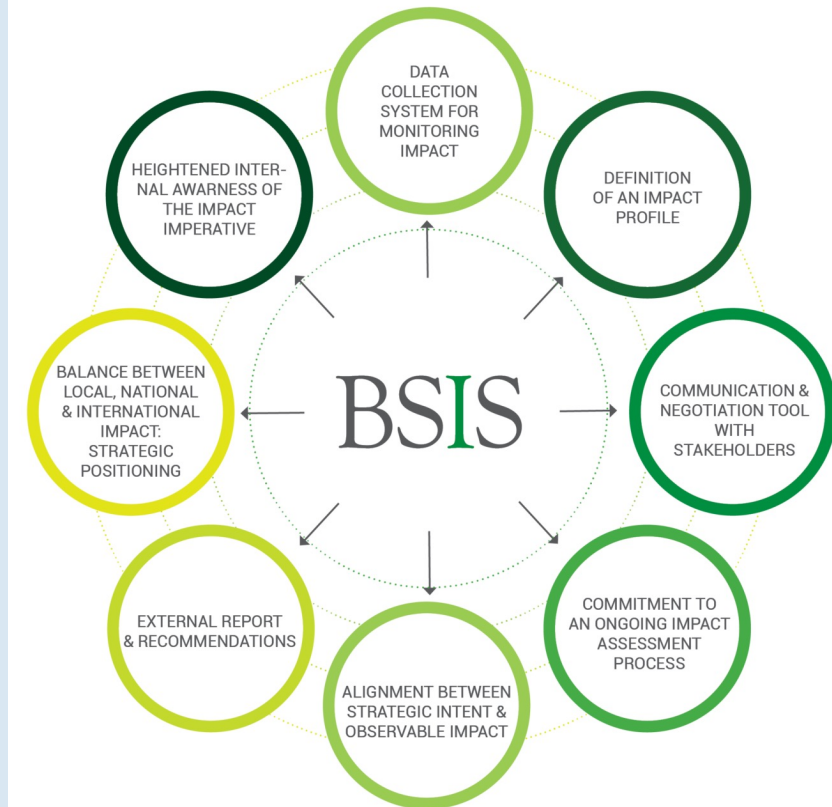 DATA
COLLECTION
SYSTEM FOR
MONITORING
IMPACT
DEFINITION
OF AN IMPACT
PROFILE
COMMUNICATION &
NEGOTIATION TOOL
WITH
STAKEHOLDERS
COMMITMENT TO
AN ONGOING IMPACT
ASSESSMENT
PROCESS
ALIGNMENT BETWEEN
STRATEGIC INTENT &
OBSERVABLE IMPACT
EXTERNAL REPORT
& RECOMMENDATIONS
BALANCE BETWEEN
LOCAL, NATIONAL
& INTERNATIONAL
IMPACT:
STRATEGIC
POSITIONING
HEIGHTENED INTER-
NAL AWARNESS OF
THE IMPACT
IMPERATIVE
BSIS